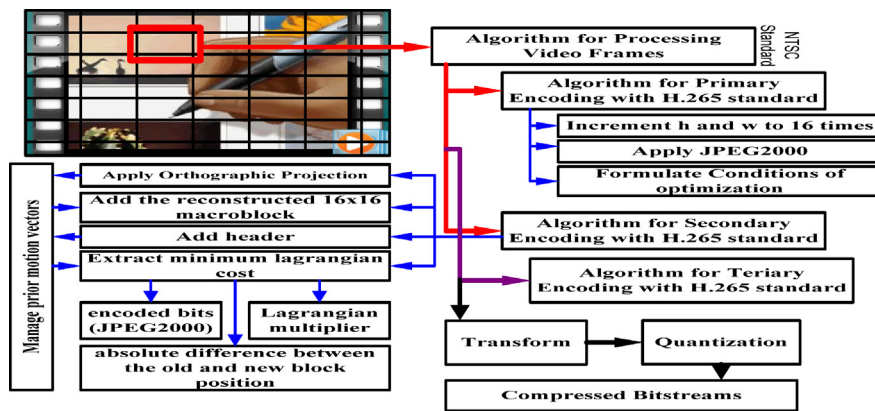 Algorithm for Processing
Video Frames
NTSC
Standard
Algorithm for Primary
Encoding with H.265 standard
Increment h and w to 16 times
Apply JPEG2000
Formulate Conditions of
optimization
Manage prior motion vectors
Apply Orthographic Projection
Add the reconstructed 16x16
macroblock
Add header
Extract minimum lagrangian
cost
encoded bits
(JPEG2000)
Lagrangian
multiplier
absolute difference between
the old and new block
position
Algorithm for Secondary
Encoding with H.265 standard
Algorithm for Teriary
Encoding with H.265 standard
Transform
Quantization
Compressed Bitstreams